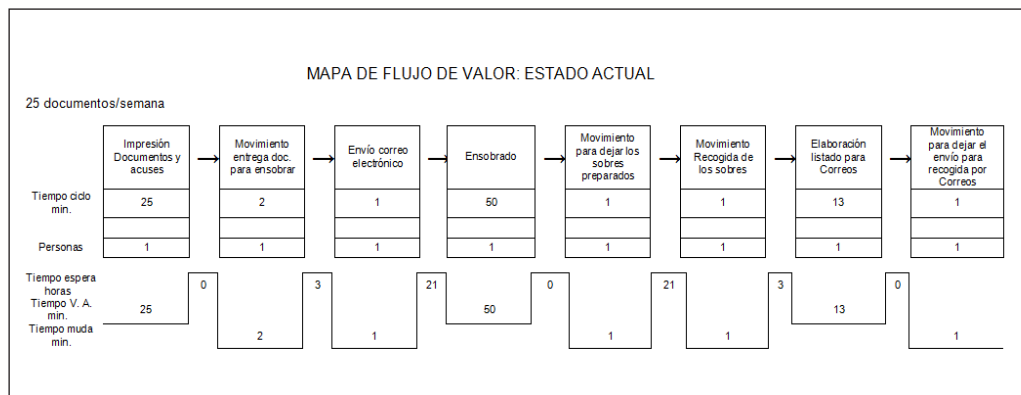 MAPA DE FLUJO DE VALOR: ESTADO ACTUAL
25 documentos/semana
Impresión
Documentos y
acuses
Movimiento
entrega doc.
para ensobrar
Envío correo
electrónico
Ensobrado
Movimiento
para dejar los
sobres
preparados
Movimiento
Recogida de
los sobres
Elaboración
listado para
Correos
Movimiento
para dejar el
envío para
recogida por
Correos
Tiempo ciclo
min.
25 2 1 50 1 1 13 1
Personas 1 1 1 1 1 1 1 1
Tiempo espera
horas
0 3 21 0 21 3 0
Tiempo V. A.
min.
25 50 13
Tiempo muda
min.
2 1 1 1 1